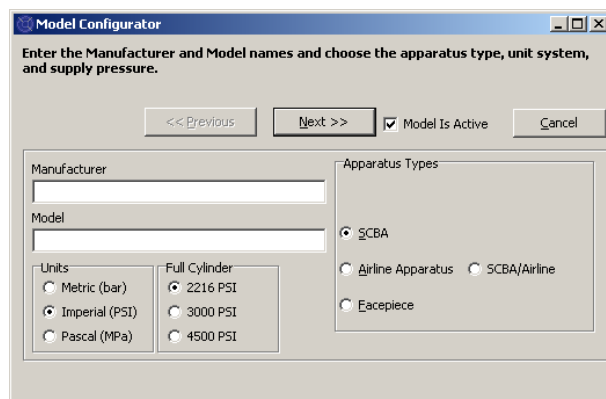 Model Configurator
Enter the Manufacturer and Model names and choose the apparatus type, unit system,
and supply pressure.
<< Previous
Next >>
Model Is Active
Cancel
Manufacturer
Model
Units
Metric (bar)
Imperial (PSI)
Pascal (MPa)
Full Cylinder
2216 PSI
3000 PSI
4500 PSI
Apparatus Types
SCBA
Airline Apparatus SCBA/Airline
Facepiece